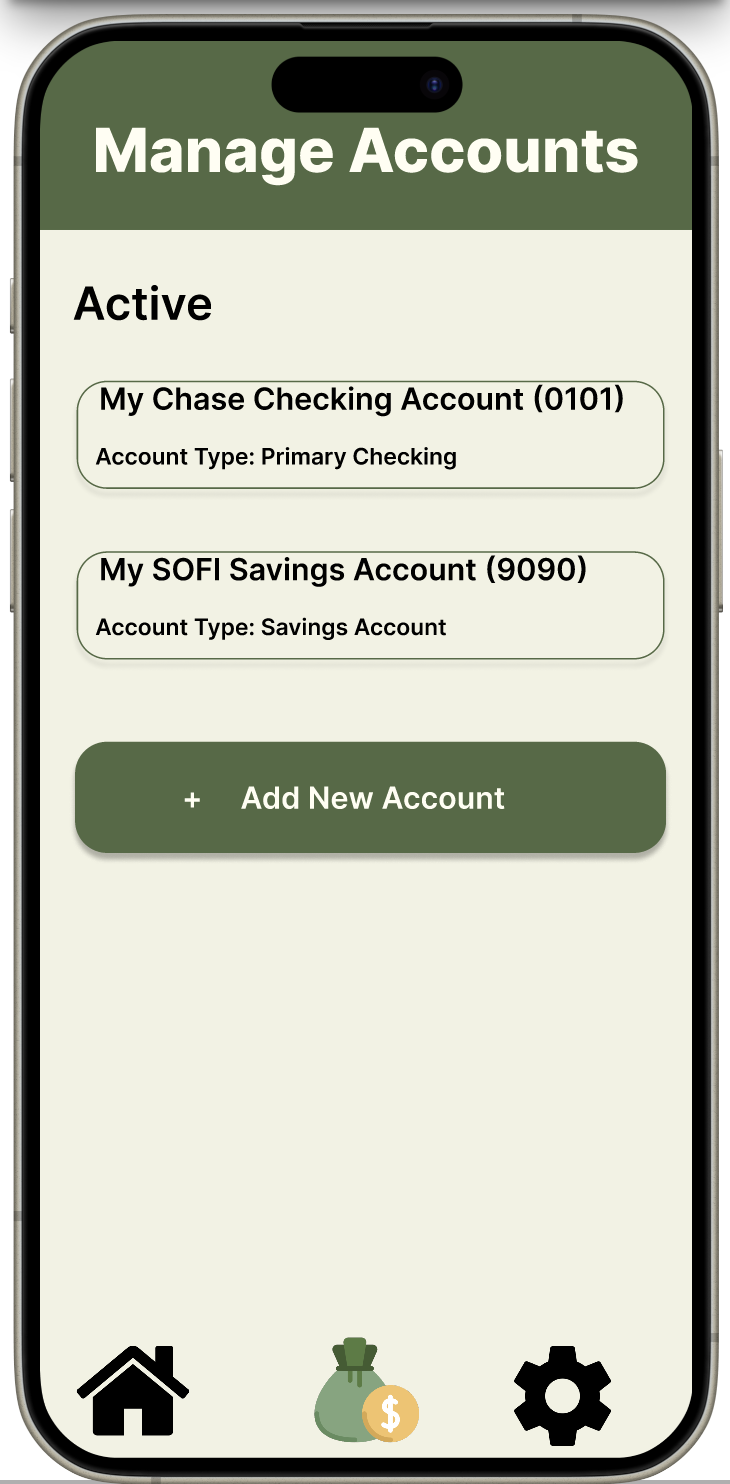 Manage Accounts
Active
My Chase Checking Account (0101)
Account Type: Primary Checking
My SOFI Savings Account (9090)
Account Type: Savings Account
+ Add New Account
$